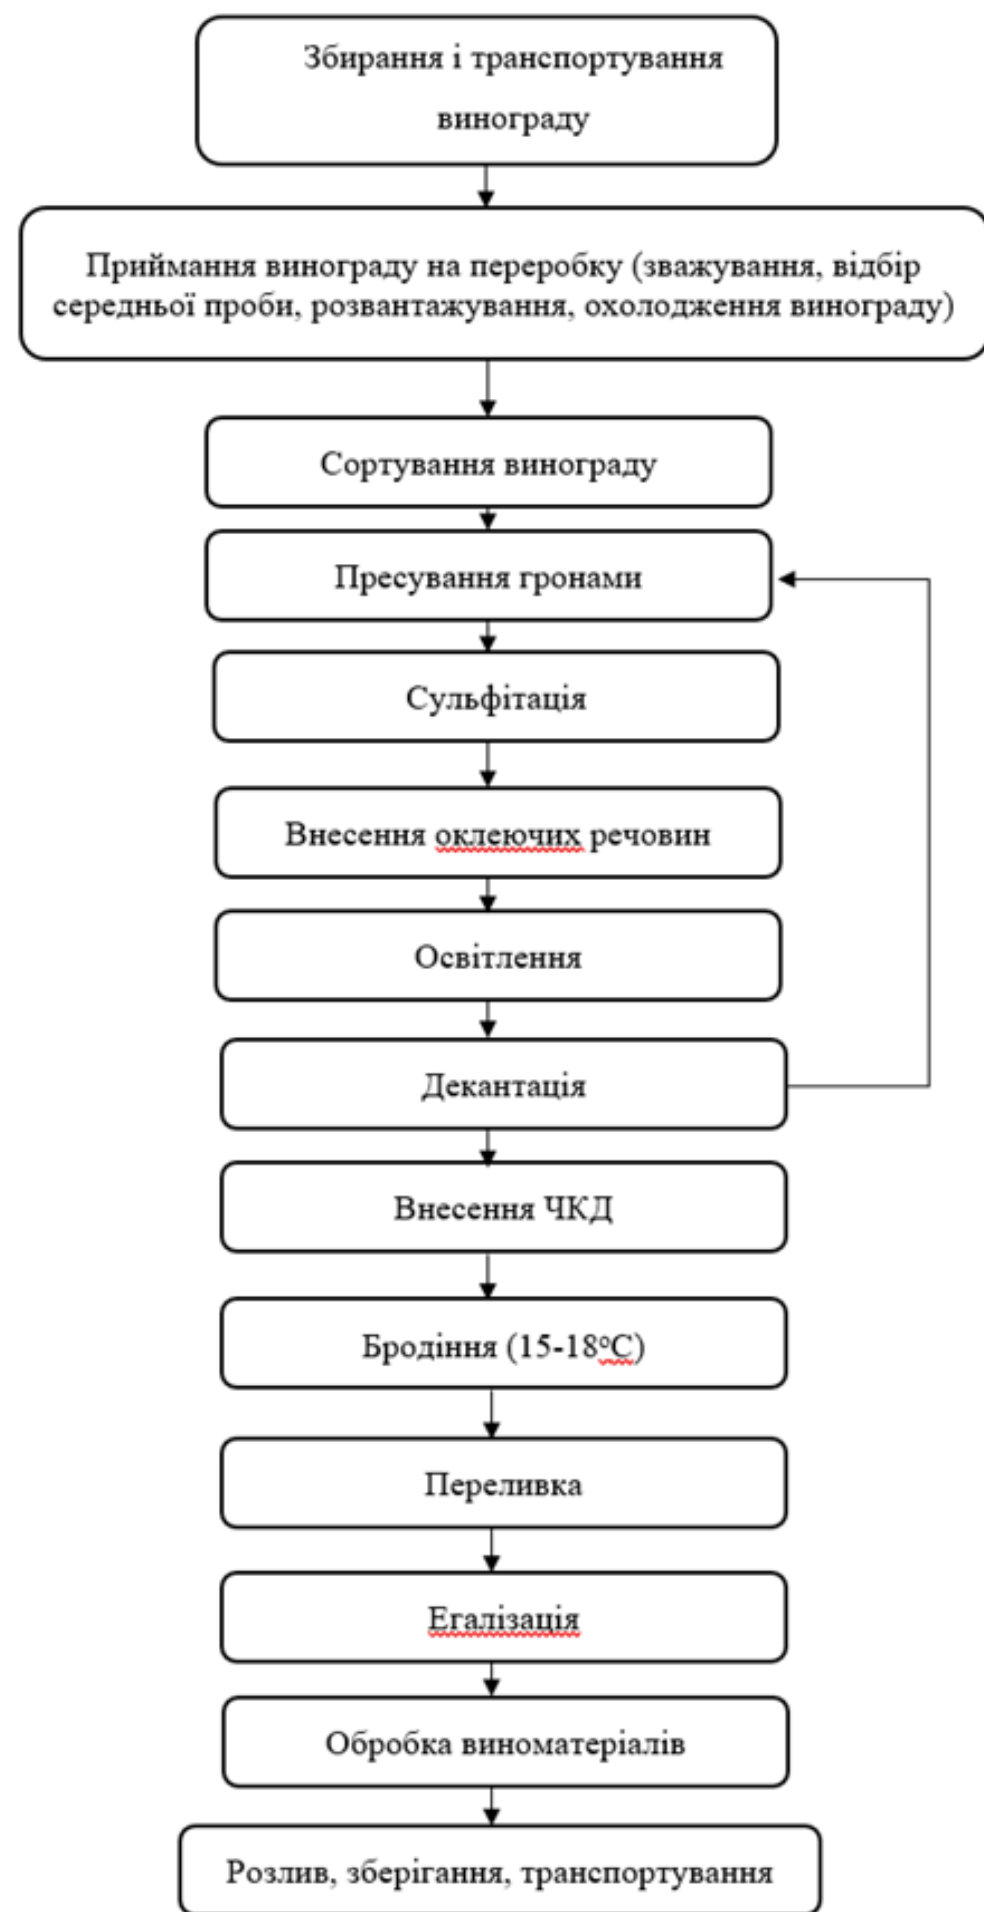 Збирання і транспортування
винограду
Приймання винограду на переробку (зважування, відбір
середньої проби, розвантажування, охолодження винограду)
Сортування винограду
Пресування гронами
Сульфітація
Внесення оклеючих речовин
Освітлення
Декантація
Внесення ЧКД
Бродіння (15-18ºС)
Переливка
Егалізація
Обробка виноматеріалів
Розлив, зберігання, транспортування